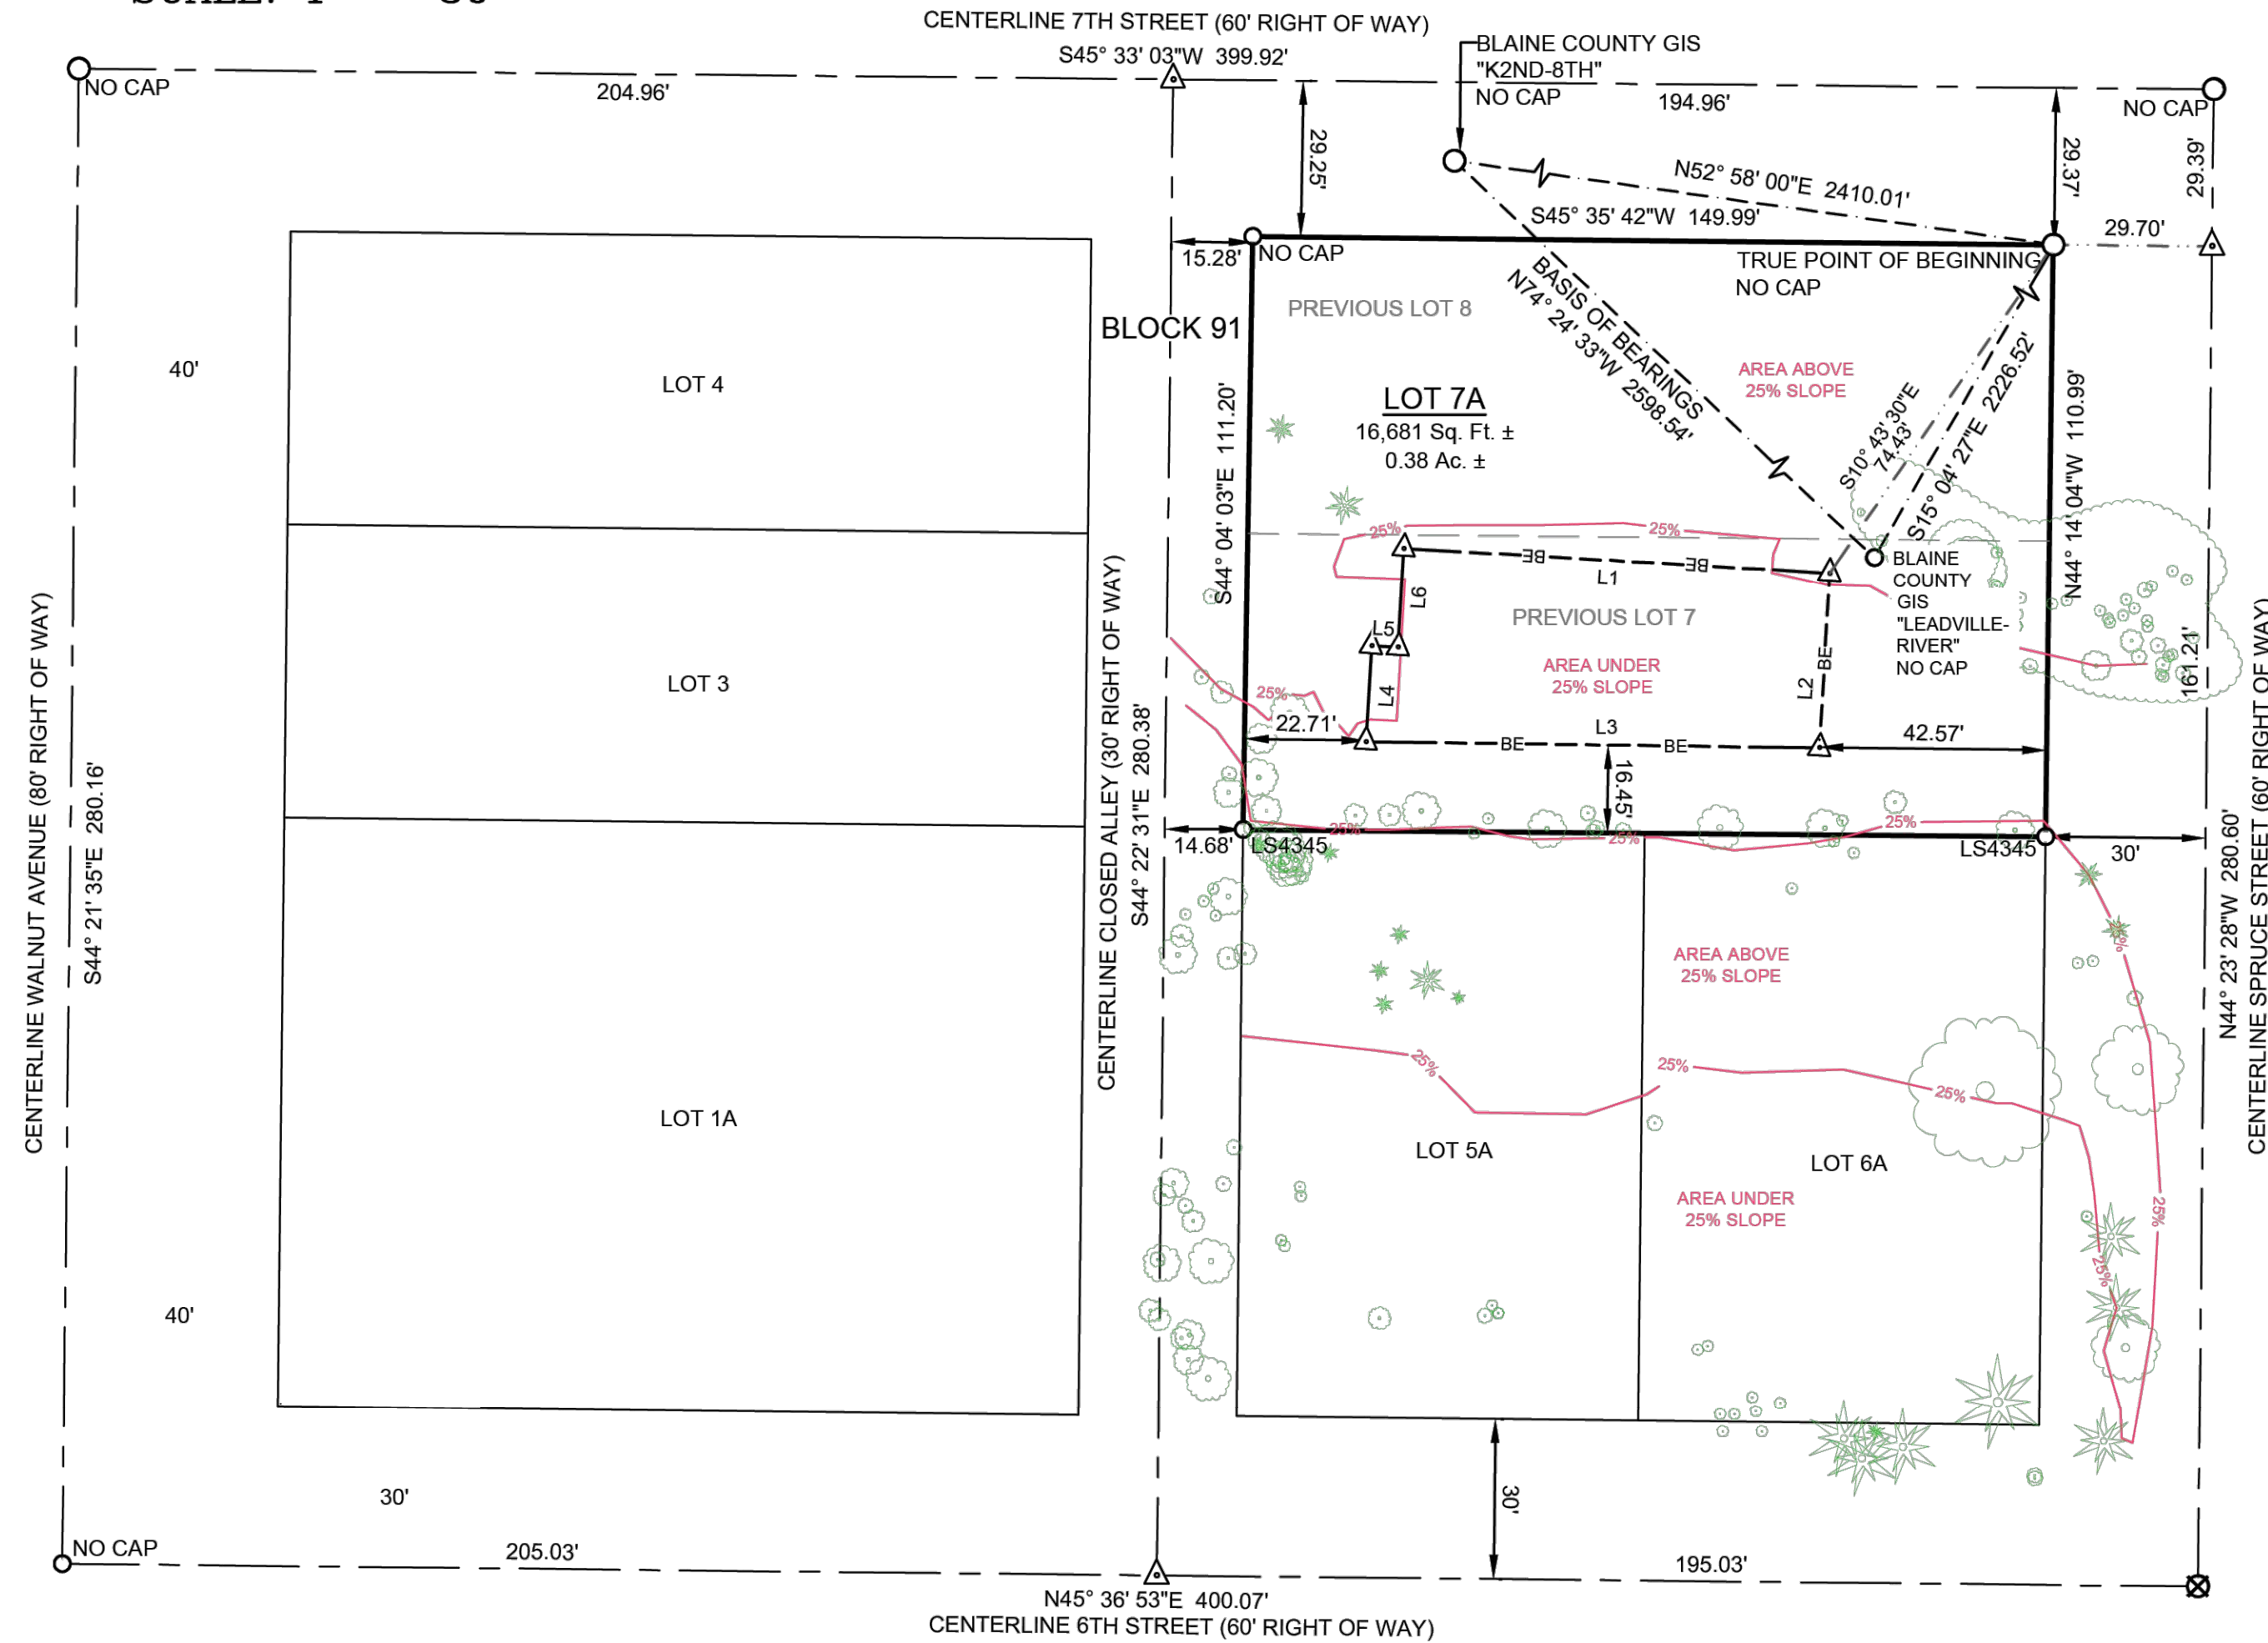 CENTERLINE 7TH STREET (60' RIGHT OF WAY)
S45° 33' 03"W 399.92'
BLAINE COUNTY GIS
"K2ND-8TH"
NO CAP
NO CAP
204.96'
194.96'
NO CAP
29.25'
29.37'
29.39'
N52° 58' 00"E 2410.01'
S45° 35' 42"W 149.99'
29.70'
15.28'
NO CAP
TRUE POINT OF BEGINNING
NO CAP
BASIS OF BEARINGS
N74° 24' 33"W 2598.54'
PREVIOUS LOT 8
BLOCK 91
40'
LOT 4
AREA ABOVE
25% SLOPE
LOT 7A
16,681 Sq. Ft. ±
0.38 Ac. ±
S44° 04' 03"E 111.20'
S10° 43' 30"E
74.43'
S15° 04' 27"E 2226.52'
N44° 14' 04"W 110.99'
25%
25%
BE
BE
L1
BLAINE
COUNTY
GIS
"LEADVILLE-
RIVER"
NO CAP
L6
PREVIOUS LOT 7
L5
AREA UNDER
25% SLOPE
161.21'
LOT 3
25%
L4
L2
BE
22.71'
L3
BE
BE
42.57'
16.45'
CENTERLINE WALNUT AVENUE (80' RIGHT OF WAY)
S44° 21' 35"E 280.16'
CENTERLINE CLOSED ALLEY (30' RIGHT OF WAY)
S44° 22' 31"E 280.38'
N44° 23' 28"W 280.60'
CENTERLINE SPRUCE STREET (60' RIGHT OF WAY)
25%
25%
25%
14.68'
LS4345
LS4345
30'
AREA ABOVE
25% SLOPE
25%
25%
25%
25%
LOT 1A
LOT 5A
LOT 6A
AREA UNDER
25% SLOPE
25%
25%
40'
30'
30'
NO CAP
205.03'
195.03'
N45° 36' 53"E 400.07'
CENTERLINE 6TH STREET (60' RIGHT OF WAY)